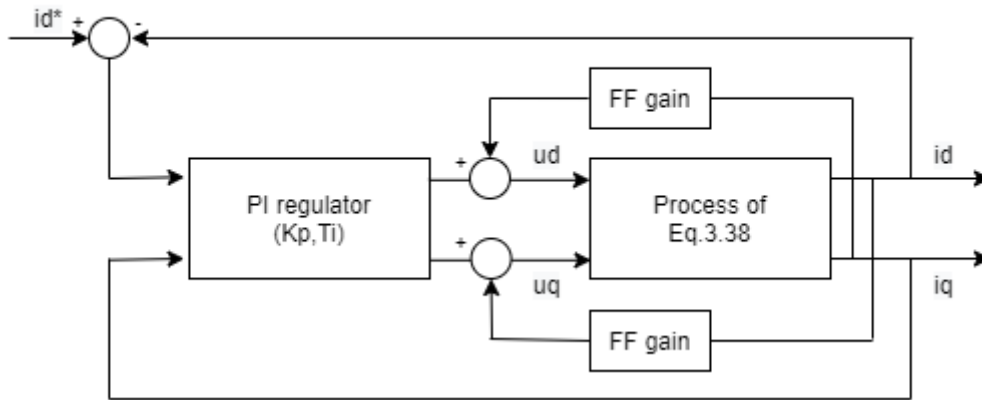 id* + -
FF gain
+ ud id
PI regulator
(Kp,Ti)
Process of
Eq.3.38
+ uq iq
FF gain